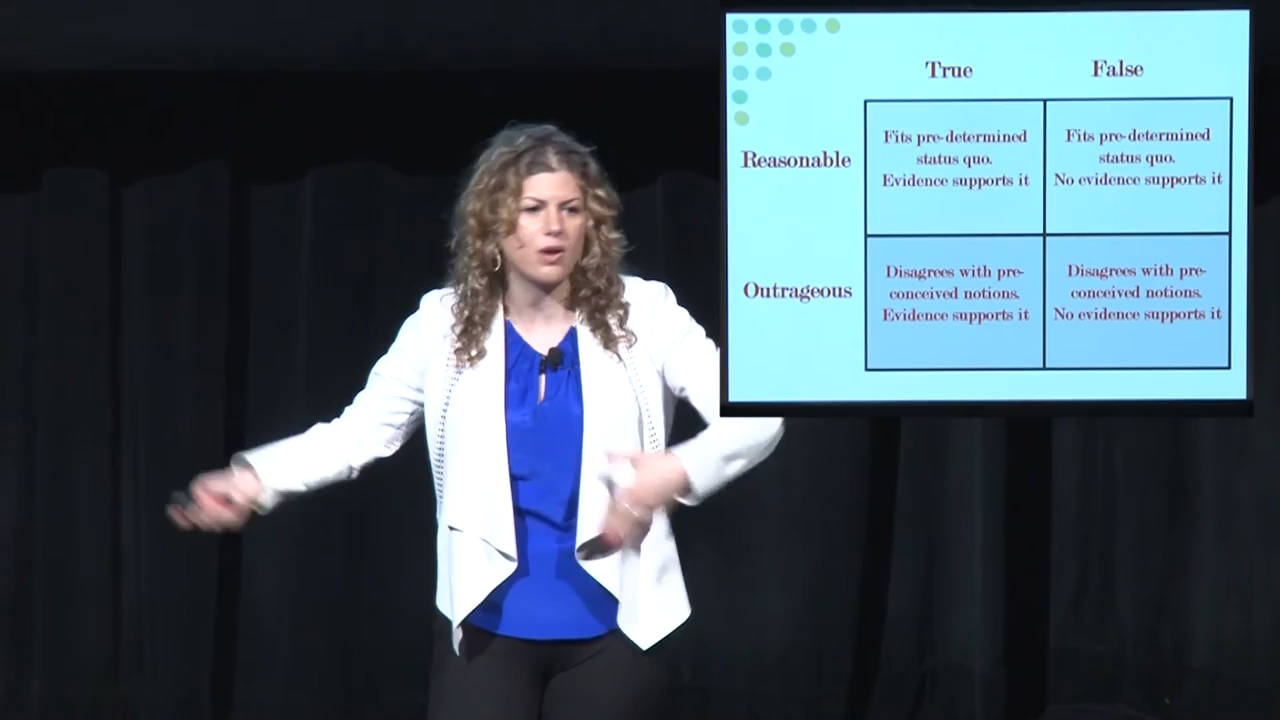 True False
Reasonable
Fits pre-determined
status quo.
Evidence supports it
Fits pre-determined
status quo.
No evidence supports it
Outrageous
Disagrees with pre-
conceived notions.
Evidence supports it
Disagrees with pre-
conceived notions.
No evidence supports it